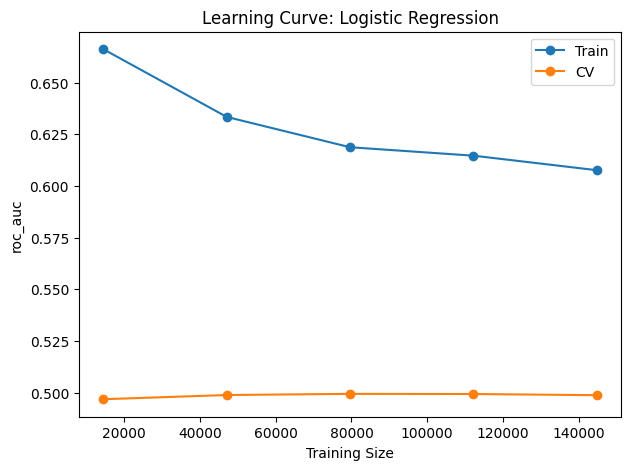 Learning Curve: Logistic Regression
Train
CV
0.650
0.625
0.600
0.575
0.550
0.525
0.500
roc_auc
20000 40000 60000 80000 100000 120000 140000
Training Size